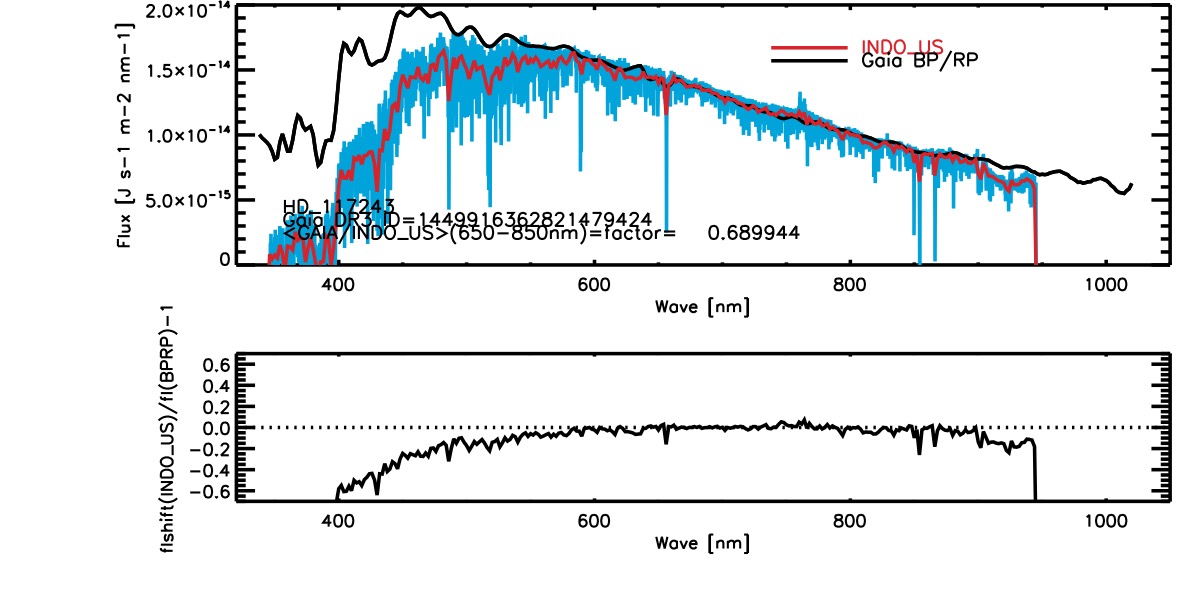 2.0×10⁻¹⁴
1.5×10⁻¹⁴
1.0×10⁻¹⁴
5.0×10⁻¹⁵
0
Flux [J s-1 m-2 nm-1]
INDO_US
Gaia BP/RP
HD_117243
Gaia DR3 ID=1449916362821479424
<GAIA/INDO_US>(650-850nm)=factor= 0.689944
400 600 800 1000
Wave [nm]
flshift(INDO_US)/fl(BPRP)-1
0.6
0.4
0.2
0.0
-0.2
-0.4
-0.6
400 600 800 1000
Wave [nm]